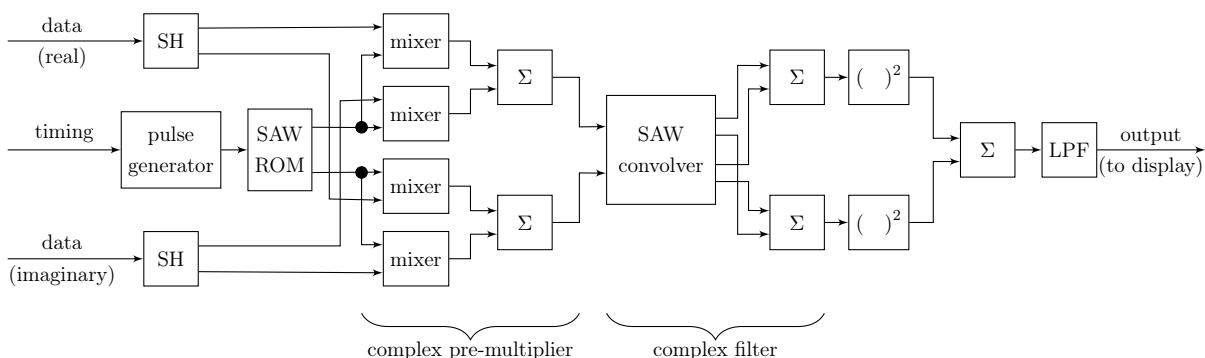 data
(real)
SH
mixer
mixer
Σ
timing
pulse
generator
SAW
ROM
mixer
mixer
Σ
data
(imaginary)
SH
SAW
convolver
Σ
( )²
Σ
( )²
Σ
LPF
output
(to display)
complex pre-multiplier
complex filter